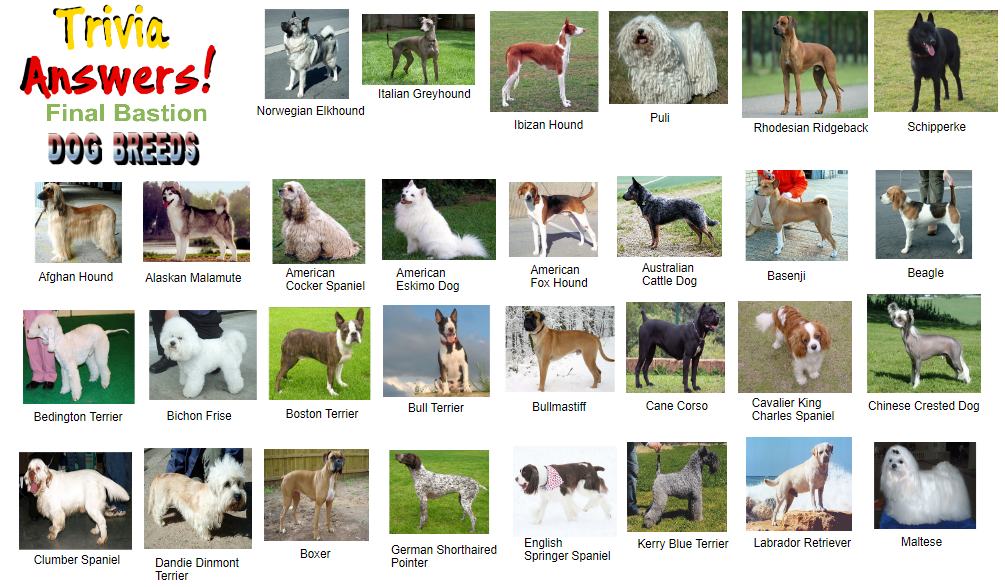 Trivia
Answers!
Final Bastion
DOG BREEDS
Norwegian Elkhound
Italian Greyhound
Ibizan Hound
Puli
Rhodesian Ridgeback
Schipperke
Afghan Hound
Alaskan Malamute
American
Cocker Spaniel
American
Eskimo Dog
American
Fox Hound
Australian
Cattle Dog
Basenji
Beagle
Bedington Terrier
Bichon Frise
Boston Terrier
Bull Terrier
Bullmastiff
Cane Corso
Cavalier King
Charles Spaniel
Chinese Crested Dog
Clumber Spaniel
Dandie Dinmont
Terrier
Boxer
German Shorthaired
Pointer
English
Springer Spaniel
Kerry Blue Terrier
Labrador Retriever
Maltese